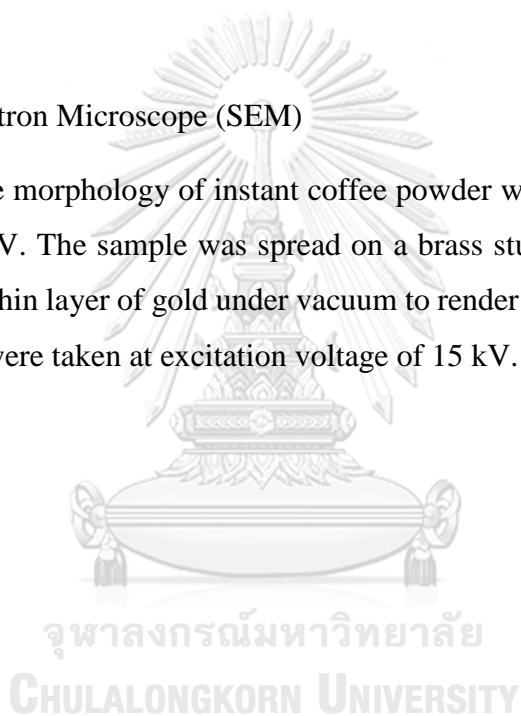 tron Microscope (SEM)
e morphology of instant coffee powder w
V. The sample was spread on a brass stu
hin layer of gold under vacuum to render
were taken at excitation voltage of 15 kV.
จุฬาลงกรณ์มหาวิทยาลัย
CHULALONGKORN UNIVERSITY